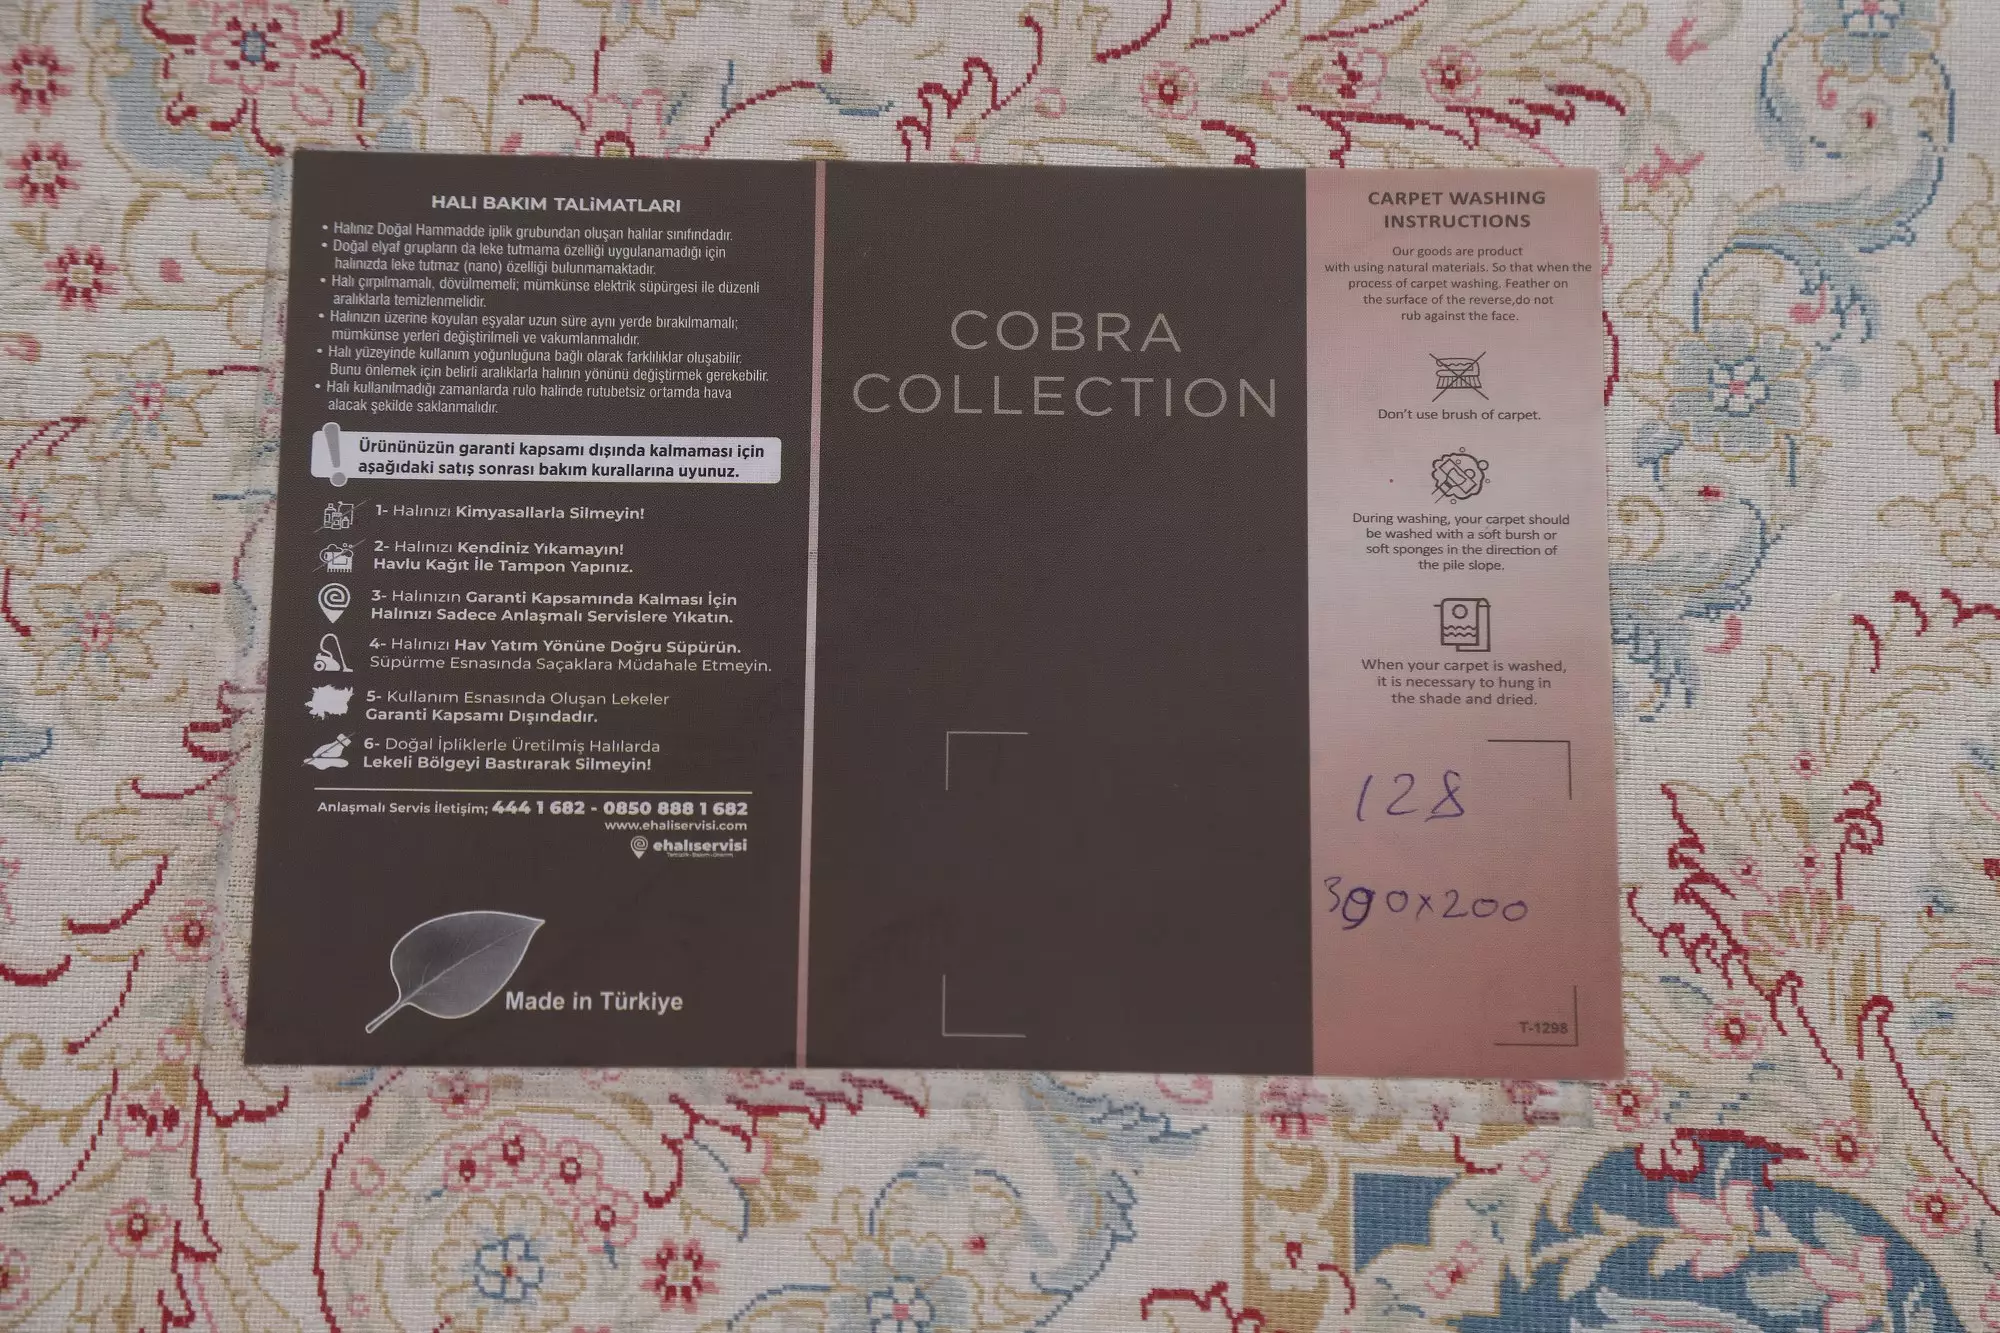 HALI BAKIM TALİMATLARI
• Halınız Doğal Hammadde iplik grubundan oluşan halılar sınıfındadır.
• Doğal elyaf grupların da leke tutmama özelliği uygulanamadığı için
halınızda leke tutmaz (nano) özelliği bulunmamaktadır.
• Halı çırpılmamalı, dövülmemeli; mümkünse elektrik süpürgesi ile düzenli
aralıklarla temizlenmelidir.
• Halınızın üzerine koyulan eşyalar uzun süre aynı yerde bırakılmamalı;
mümkünse yerleri değiştirilmeli ve vakumlanmalıdır.
• Halı yüzeyinde kullanım yoğunluğuna bağlı olarak farklılıklar oluşabilir.
Bunu önlemek için belirli aralıklarla halının yönünü değiştirmek gerekebilir.
• Halı kullanılmadığı zamanlarda rulo halinde rutubetsiz ortamda hava
alacak şekilde saklanmalıdır.
Ürününüzün garanti kapsamı dışında kalmaması için
aşağıdaki satış sonrası bakım kurallarına uyunuz.
1- Halınızı Kimyasallarla Silmeyin!
2- Halınızı Kendiniz Yıkamayın!
Havlu Kağıt İle Tampon Yapınız.
3- Halınızın Garanti Kapsamında Kalması İçin
Halınızı Sadece Anlaşmalı Servislere Yıkatın.
4- Halınızı Hav Yatım Yönüne Doğru Süpürün.
Süpürme Esnasında Saçaklara Müdahale Etmeyin.
5- Kullanım Esnasında Oluşan Lekeler
Garanti Kapsamı Dışındadır.
6- Doğal İpliklerle Üretilmiş Halılarda
Lekeli Bölgeyi Bastırarak Silmeyin!
Anlaşmalı Servis İletişim; 444 1 682 - 0850 888 1 682
www.ehaliservisi.com
ehalıservisi
Made in Türkiye
COBRA
COLLECTION
CARPET WASHING
INSTRUCTIONS
Our goods are product
with using natural materials. So that when the
process of carpet washing. Feather on
the surface of the reverse,do not
rub against the face.
Don't use brush of carpet.
During washing, your carpet should
be washed with a soft bursh or
soft sponges in the direction of
the pile slope.
When your carpet is washed,
it is necessary to hung in
the shade and dried.
128
300x200
T-1298